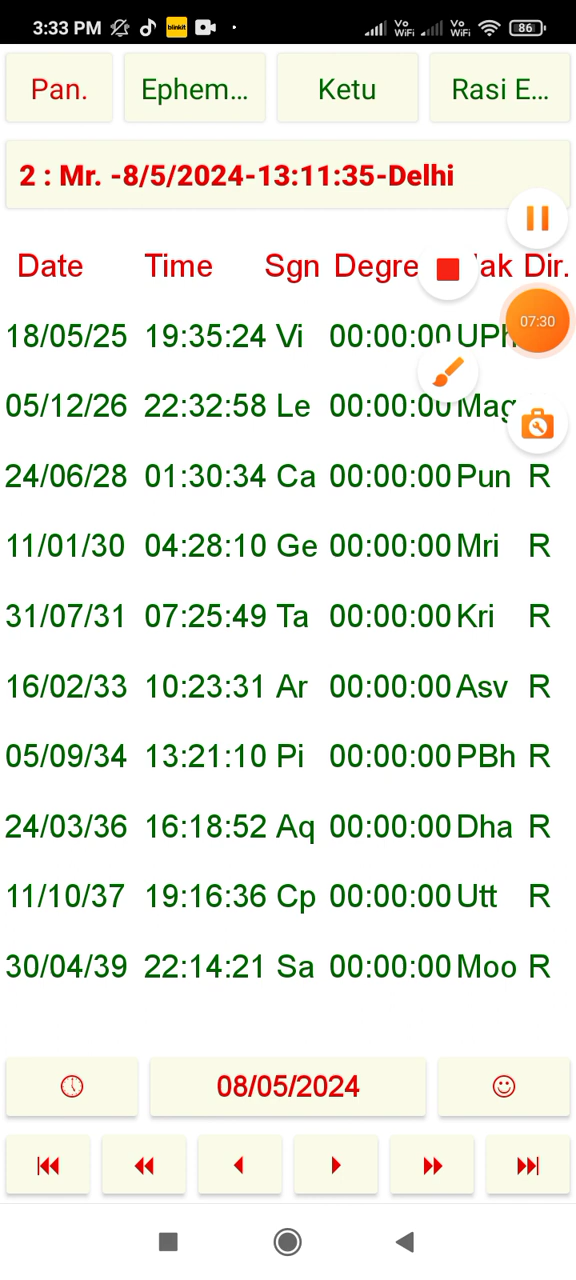 3:33 PM blinkit Vo WiFi Vo WiFi 86
Pan. Ephem... Ketu Rasi E...
2 : Mr. -8/5/2024-13:11:35-Delhi
Date Time Sgn Dir.
07:30
18/05/25 19:35:24 Vi 00:00:00
05/12/26 22:32:58 Le 00:00:00 Mag
24/06/28 01:30:34 Ca 00:00:00 Pun R
11/01/30 04:28:10 Ge 00:00:00 Mri R
31/07/31 07:25:49 Ta 00:00:00 Kri R
16/02/33 10:23:31 Ar 00:00:00 Asv R
05/09/34 13:21:10 Pi 00:00:00 PBh R
24/03/36 16:18:52 Aq 00:00:00 Dha R
11/10/37 19:16:36 Cp 00:00:00 Utt R
30/04/39 22:14:21 Sa 00:00:00 Moo R
08/05/2024